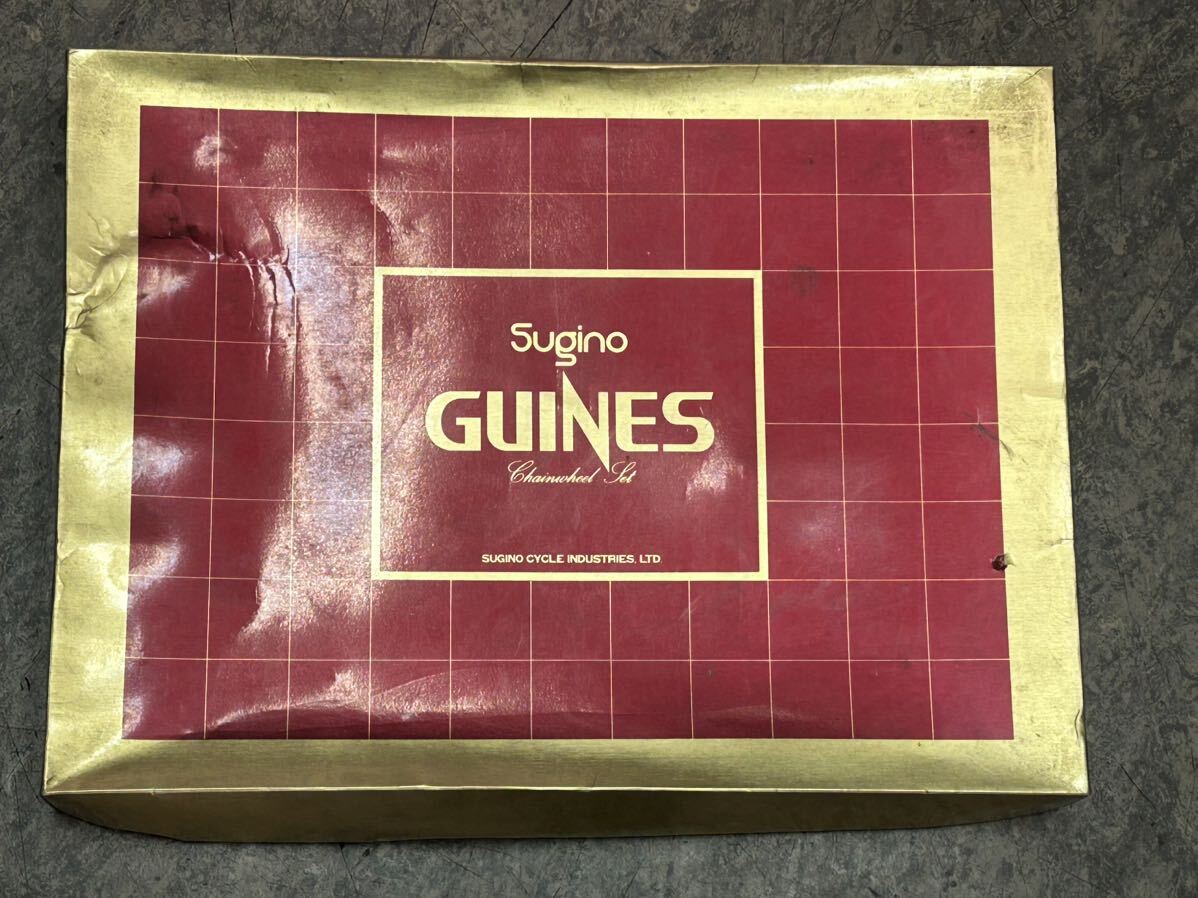 Sugino
GUINES
Chainwheel Set
SUGINO CYCLE INDUSTRIES, LTD.